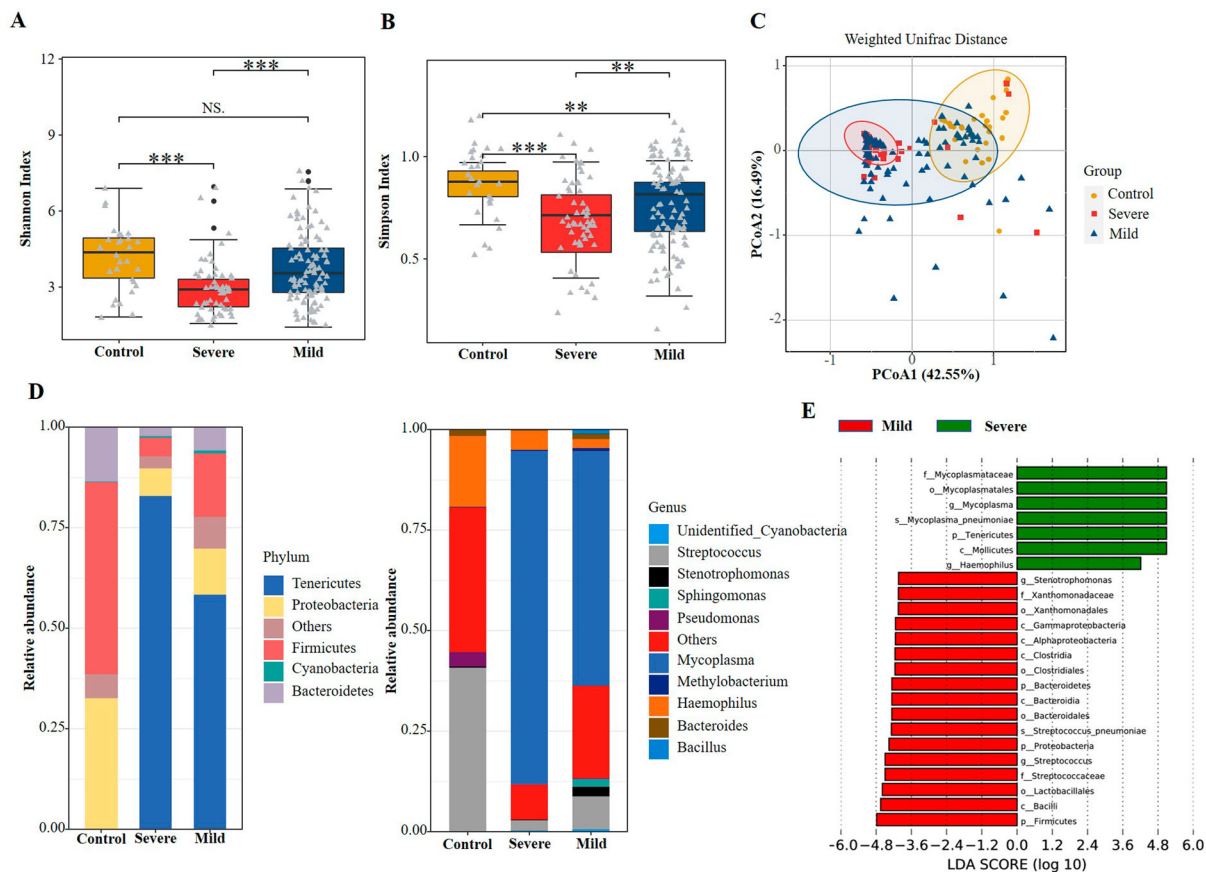 A
Shannon Index
12
9
6
3
***
NS.
***
Control
Severe
Mild
B
Simpson Index
1.0
0.5
**
**
***
Control
Severe
Mild
C
Weighted Unifrac Distance
PCoA2 (16.49%)
1
0
-1
-2
-1
0
1
PCoA1 (42.55%)
Group
Control
Severe
Mild
D
Relative abundance
1.00
0.75
0.50
0.25
0.00
Control
Severe
Mild
Phylum
Tenericutes
Proteobacteria
Others
Firmicutes
Cyanobacteria
Bacteroidetes
Relative abundance
1.00
0.75
0.50
0.25
0.00
Control
Severe
Mild
Genus
Unidentified_Cyanobacteria
Streptococcus
Stenotrophomonas
Sphingomonas
Pseudomonas
Others
Mycoplasma
Methylobacterium
Haemophilus
Bacteroides
Bacillus
E
Mild
Severe
f__Mycoplasmataceae
o__Mycoplasmatales
g__Mycoplasma
s__Mycoplasma_pneumoniae
p__Tenericutes
c__Mollicutes
g__Haemophilus
g__Stenotrophomonas
f__Xanthomonadaceae
o__Xanthomonadales
c__Gammaproteobacteria
c__Alphaproteobacteria
c__Clostridia
o__Clostridiales
p__Bacteroidetes
c__Bacteroidia
o__Bacteroidales
s__Streptococcus_pneumoniae
p__Proteobacteria
g__Streptococcus
f__Streptococcaceae
o__Lactobacillales
c__Bacilli
p__Firmicutes
-6.0 -4.8 -3.6 -2.4 -1.2 0.0 1.2 2.4 3.6 4.8 6.0
LDA SCORE (log 10)